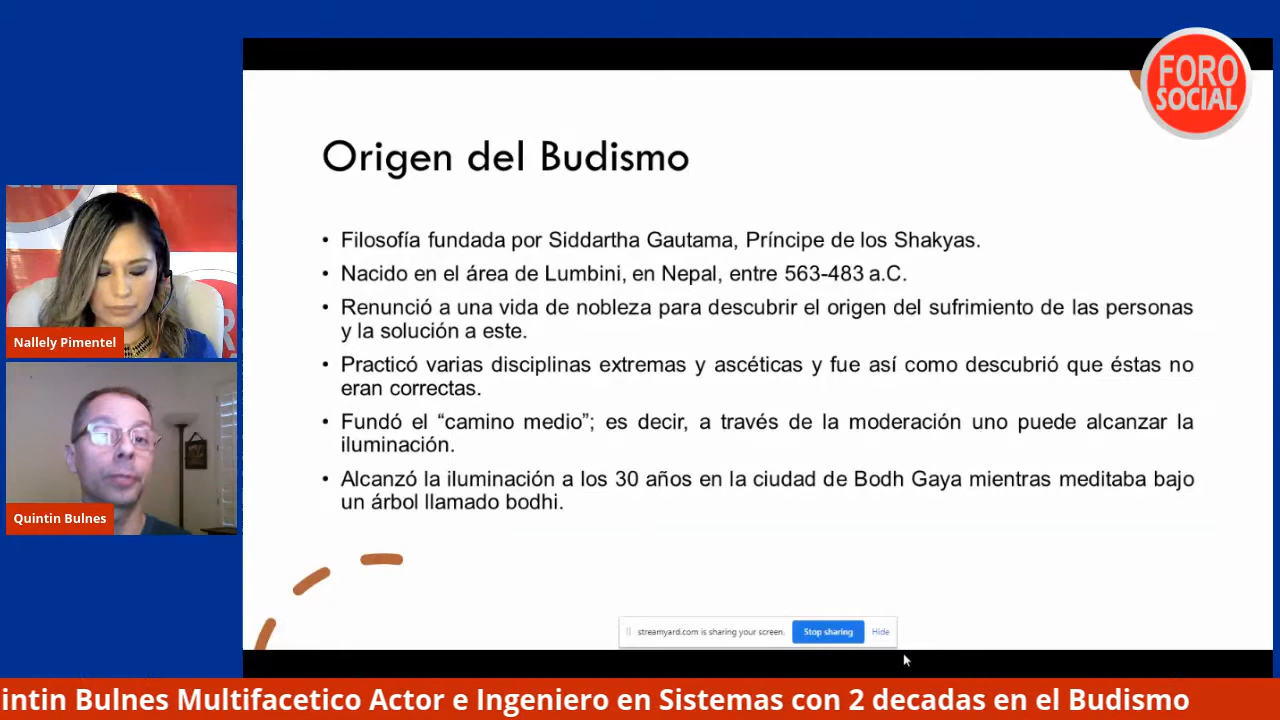 FORO
SOCIAL
Origen del Budismo
• Filosofía fundada por Siddartha Gautama, Príncipe de los Shakyas.
• Nacido en el área de Lumbini, en Nepal, entre 563-483 a.C.
• Renunció a una vida de nobleza para descubrir el origen del sufrimiento de las personas
y la solución a este.
• Practicó varias disciplinas extremas y ascéticas y fue así como descubrió que éstas no
eran correctas.
• Fundó el “camino medio”; es decir, a través de la moderación uno puede alcanzar la
iluminación.
• Alcanzó la iluminación a los 30 años en la ciudad de Bodh Gaya mientras meditaba bajo
un árbol llamado bodhi.
Nallely Pimentel
Quintin Bulnes
streamyard.com is sharing your screen.
Stop sharing
Hide
intin Bulnes Multifacetico Actor e Ingeniero en Sistemas con 2 decadas en el Budismo